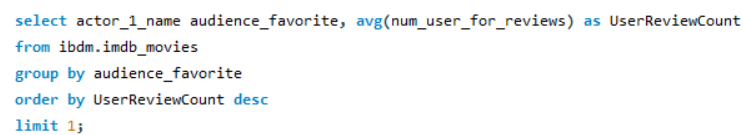 select actor_1_name audience_favorite, avg(num_user_for_reviews) as UserReviewCount
from ibdm.imdb_movies
group by audience_favorite
order by UserReviewCount desc
limit 1;